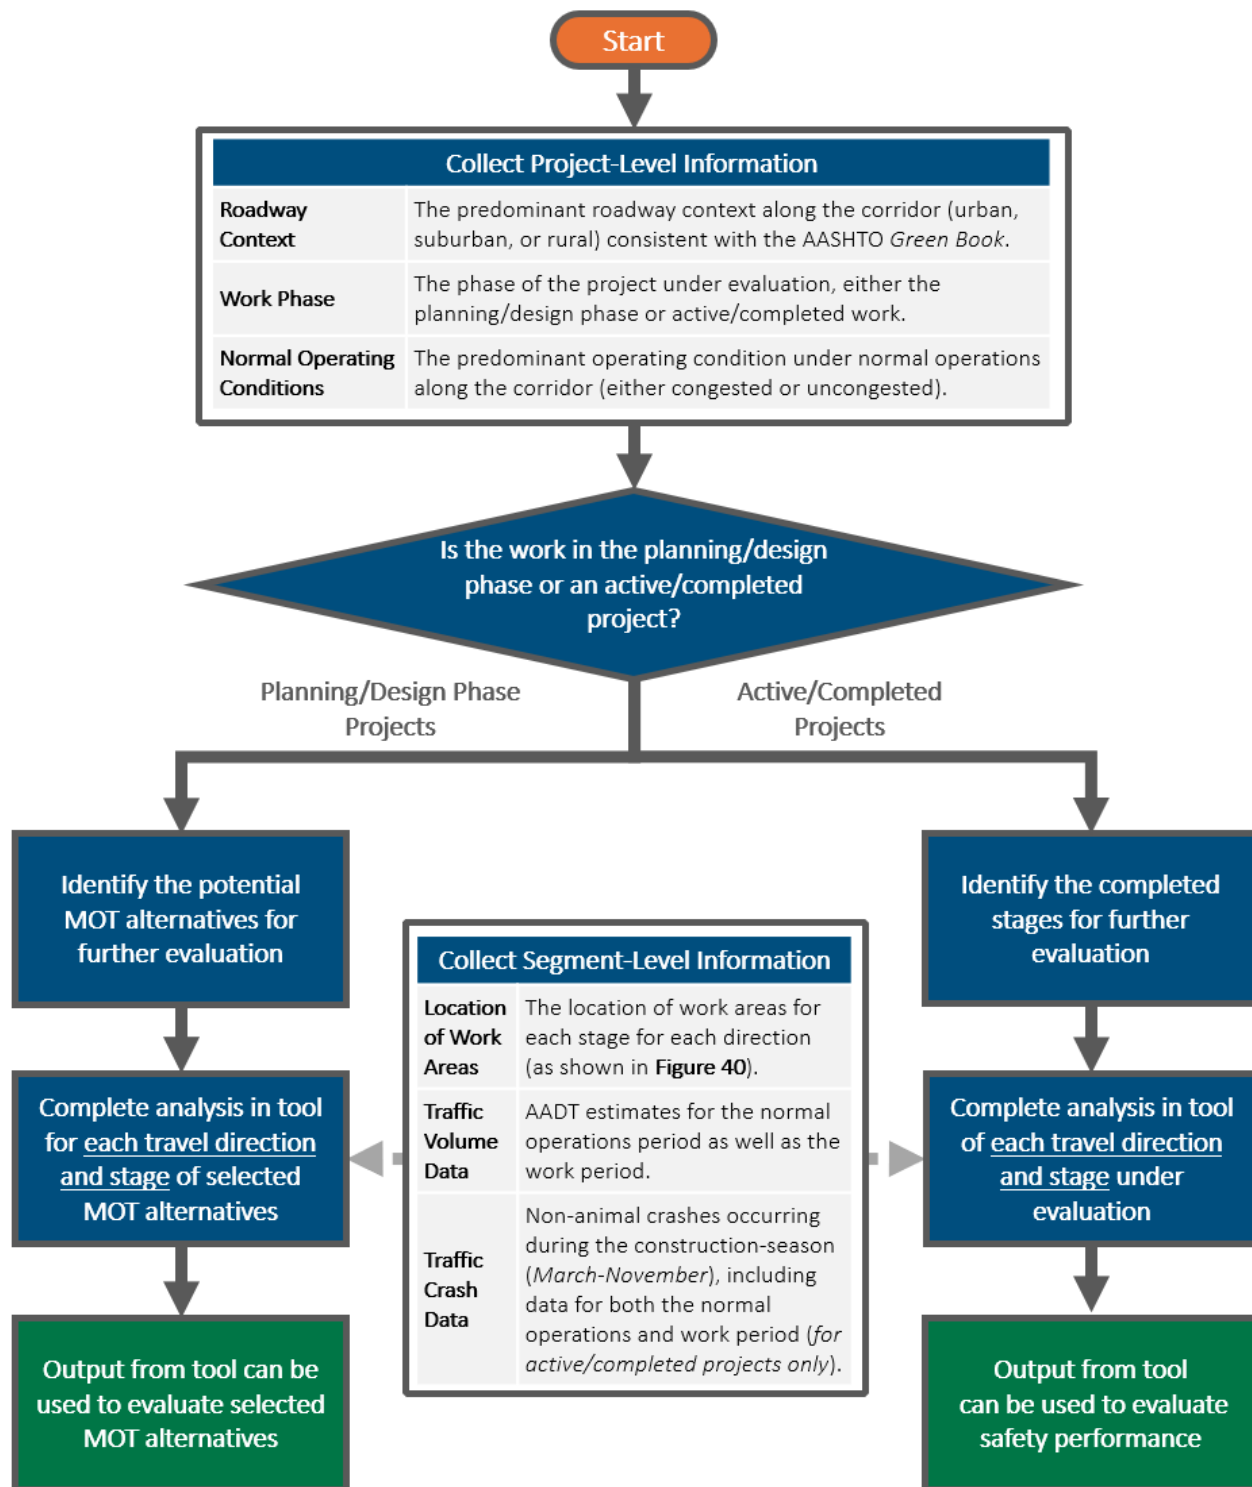 Start
Collect Project-Level Information
Roadway
Context
The predominant roadway context along the corridor (urban,
suburban, or rural) consistent with the AASHTO Green Book.
Work Phase
The phase of the project under evaluation, either the
planning/design phase or active/completed work.
Normal Operating
Conditions
The predominant operating condition under normal operations
along the corridor (either congested or uncongested).
Is the work in the planning/design
phase or an active/completed
project?
Planning/Design Phase
Projects
Active/Completed
Projects
Identify the potential
MOT alternatives for
further evaluation
Identify the completed
stages for further
evaluation
Collect Segment-Level Information
Location
of Work
Areas
The location of work areas for
each stage for each direction
(as shown in Figure 40).
Traffic
Volume
Data
AADT estimates for the normal
operations period as well as the
work period.
Traffic
Crash
Data
Non-animal crashes occurring
during the construction-season
(March-November), including
data for both the normal
operations and work period (for
active/completed projects only).
Complete analysis in tool
for each travel direction
and stage of selected
MOT alternatives
Complete analysis in tool
of each travel direction
and stage under
evaluation
Output from tool can be
used to evaluate selected
MOT alternatives
Output from tool
can be used to evaluate
safety performance